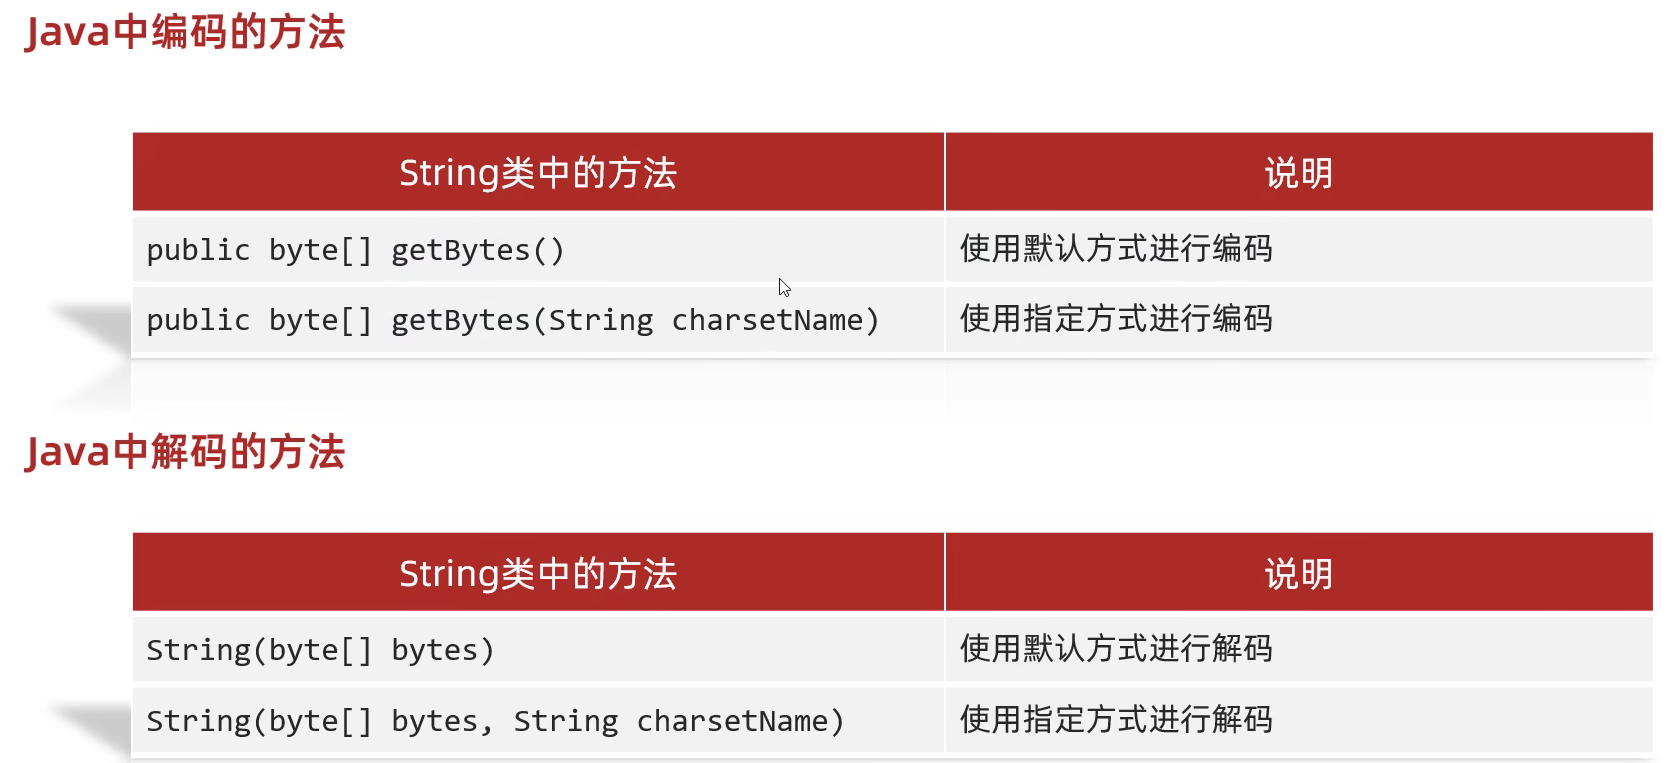 Java中编码的方法
String类中的方法 说明
public byte[] getBytes() 使用默认方式进行编码
public byte[] getBytes(String charsetName) 使用指定方式进行编码
Java中解码的方法
String类中的方法 说明
String(byte[] bytes) 使用默认方式进行解码
String(byte[] bytes, String charsetName) 使用指定方式进行解码